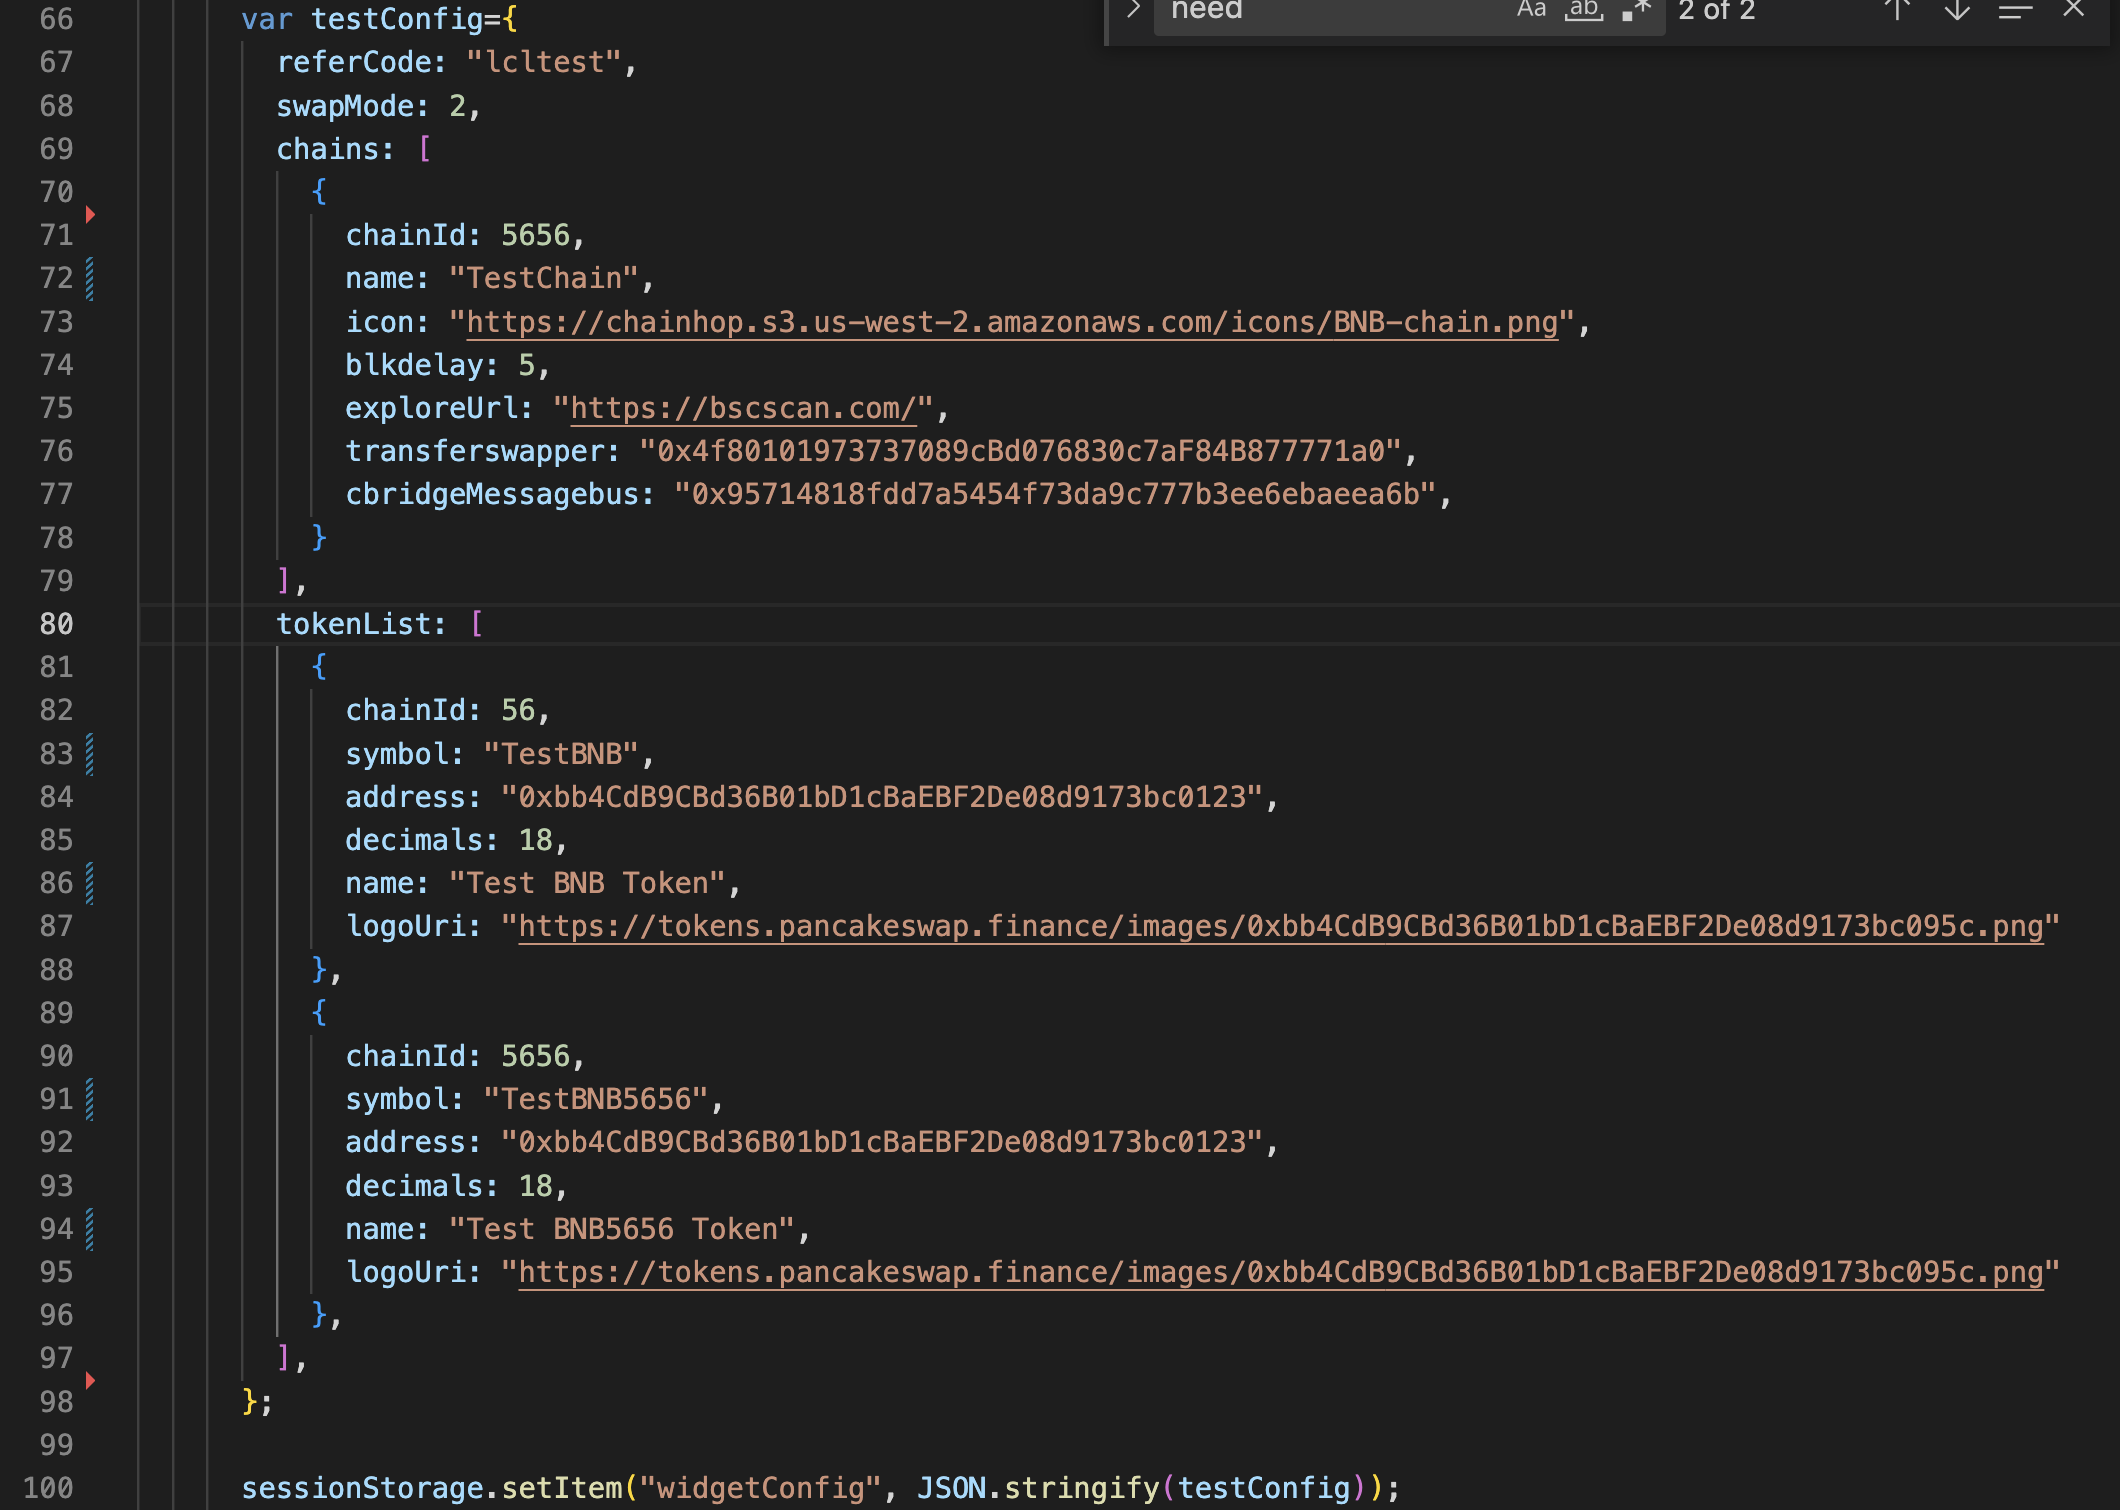 need Aa ab .* 2 of 2
66 var testConfig={
67 referCode: "lcltest",
68 swapMode: 2,
69 chains: [
70 {
71 chainId: 5656,
72 name: "TestChain",
73 icon: "https://chainhop.s3.us-west-2.amazonaws.com/icons/BNB-chain.png",
74 blkdelay: 5,
75 exploreUrl: "https://bscscan.com/",
76 transferswapper: "0x4f80101973737089cBd076830c7aF84B877771a0",
77 cbridgeMessagebus: "0x95714818fdd7a5454f73da9c777b3ee6ebaeea6b",
78 }
79 ],
80 tokenList: [
81 {
82 chainId: 56,
83 symbol: "TestBNB",
84 address: "0xbb4CdB9CBd36B01bD1cBaEBF2De08d9173bc0123",
85 decimals: 18,
86 name: "Test BNB Token",
87 logoUri: "https://tokens.pancakeswap.finance/images/0xbb4CdB9CBd36B01bD1cBaEBF2De08d9173bc095c.png"
88 },
89 {
90 chainId: 5656,
91 symbol: "TestBNB5656",
92 address: "0xbb4CdB9CBd36B01bD1cBaEBF2De08d9173bc0123",
93 decimals: 18,
94 name: "Test BNB5656 Token",
95 logoUri: "https://tokens.pancakeswap.finance/images/0xbb4CdB9CBd36B01bD1cBaEBF2De08d9173bc095c.png"
96 },
97 ],
98 };
99
100 sessionStorage.setItem("widgetConfig", JSON.stringify(testConfig));